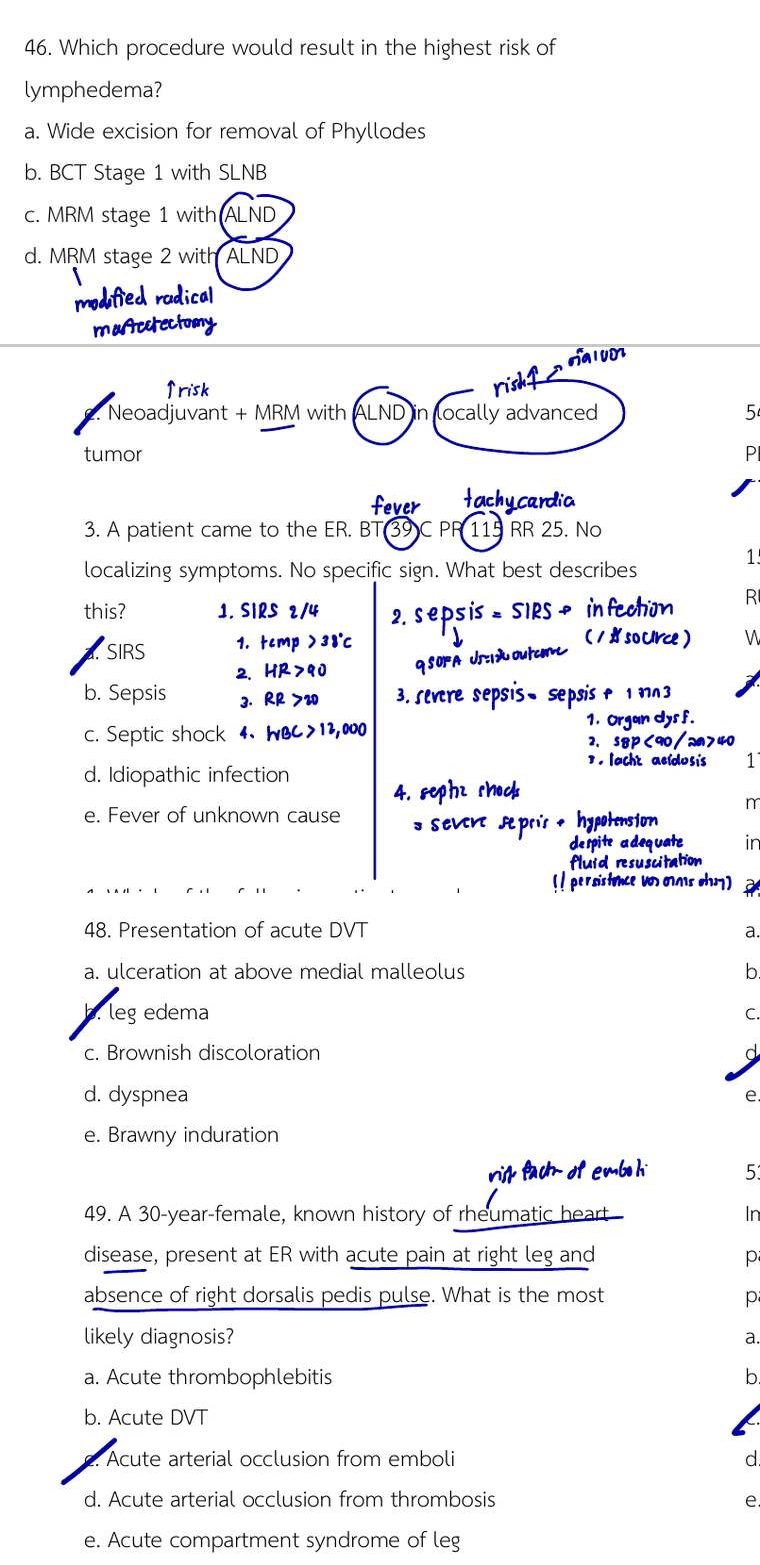 46. Which procedure would result in the highest risk of
lymphedema?
a. Wide excision for removal of Phyllodes
b. BCT Stage 1 with SLNB
c. MRM stage 1 with ALND
d. MRM stage 2 with ALND
modified radical
↑risk
risk↑
e. Neoadjuvant + MRM with ALND in locally advanced
tumor
fever
tachycardia
3. A patient came to the ER. BT 39 C PR 115 RR 25. No
localizing symptoms. No specific sign. What best describes
this?
a. SIRS
b. Sepsis
c. Septic shock
d. Idiopathic infection
e. Fever of unknown cause
1. SIRS 2/4
1. temp >38°c
2. HR >90
3. RR >20
4. WBC >12,000
2. sepsis = SIRS + infection
qSOFA outcome
3. severe sepsis = sepsis + 1
1. Organ dysf.
2. SBP <90 / >40
3. acidosis
4.
= severe sepsis + hypotension
despite adequate
fluid resuscitation
48. Presentation of acute DVT
a. ulceration at above medial malleolus
b. leg edema
c. Brownish discoloration
d. dyspnea
e. Brawny induration
of emboli
49. A 30-year-female, known history of rheumatic heart
disease, present at ER with acute pain at right leg and
absence of right dorsalis pedis pulse. What is the most
likely diagnosis?
a. Acute thrombophlebitis
b. Acute DVT
c. Acute arterial occlusion from emboli
d. Acute arterial occlusion from thrombosis
e. Acute compartment syndrome of leg